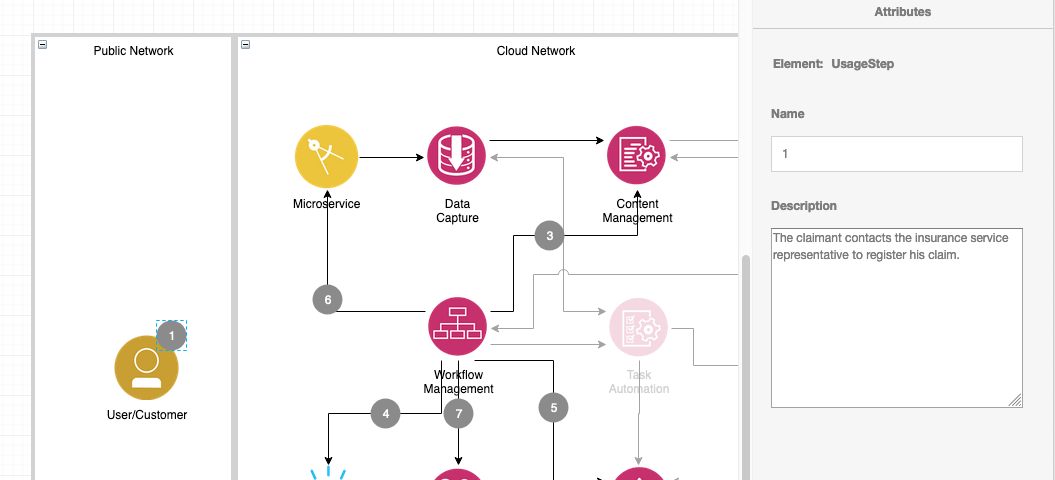 Attributes
Public Network
Cloud Network
Element: UsageStep
Name
1
Microservice
Data
Capture
Content
Management
Description
The claimant contacts the insurance service
representative to register his claim.
3
6
1
User/Customer
Workflow
Management
Task
Automation
4
7
5